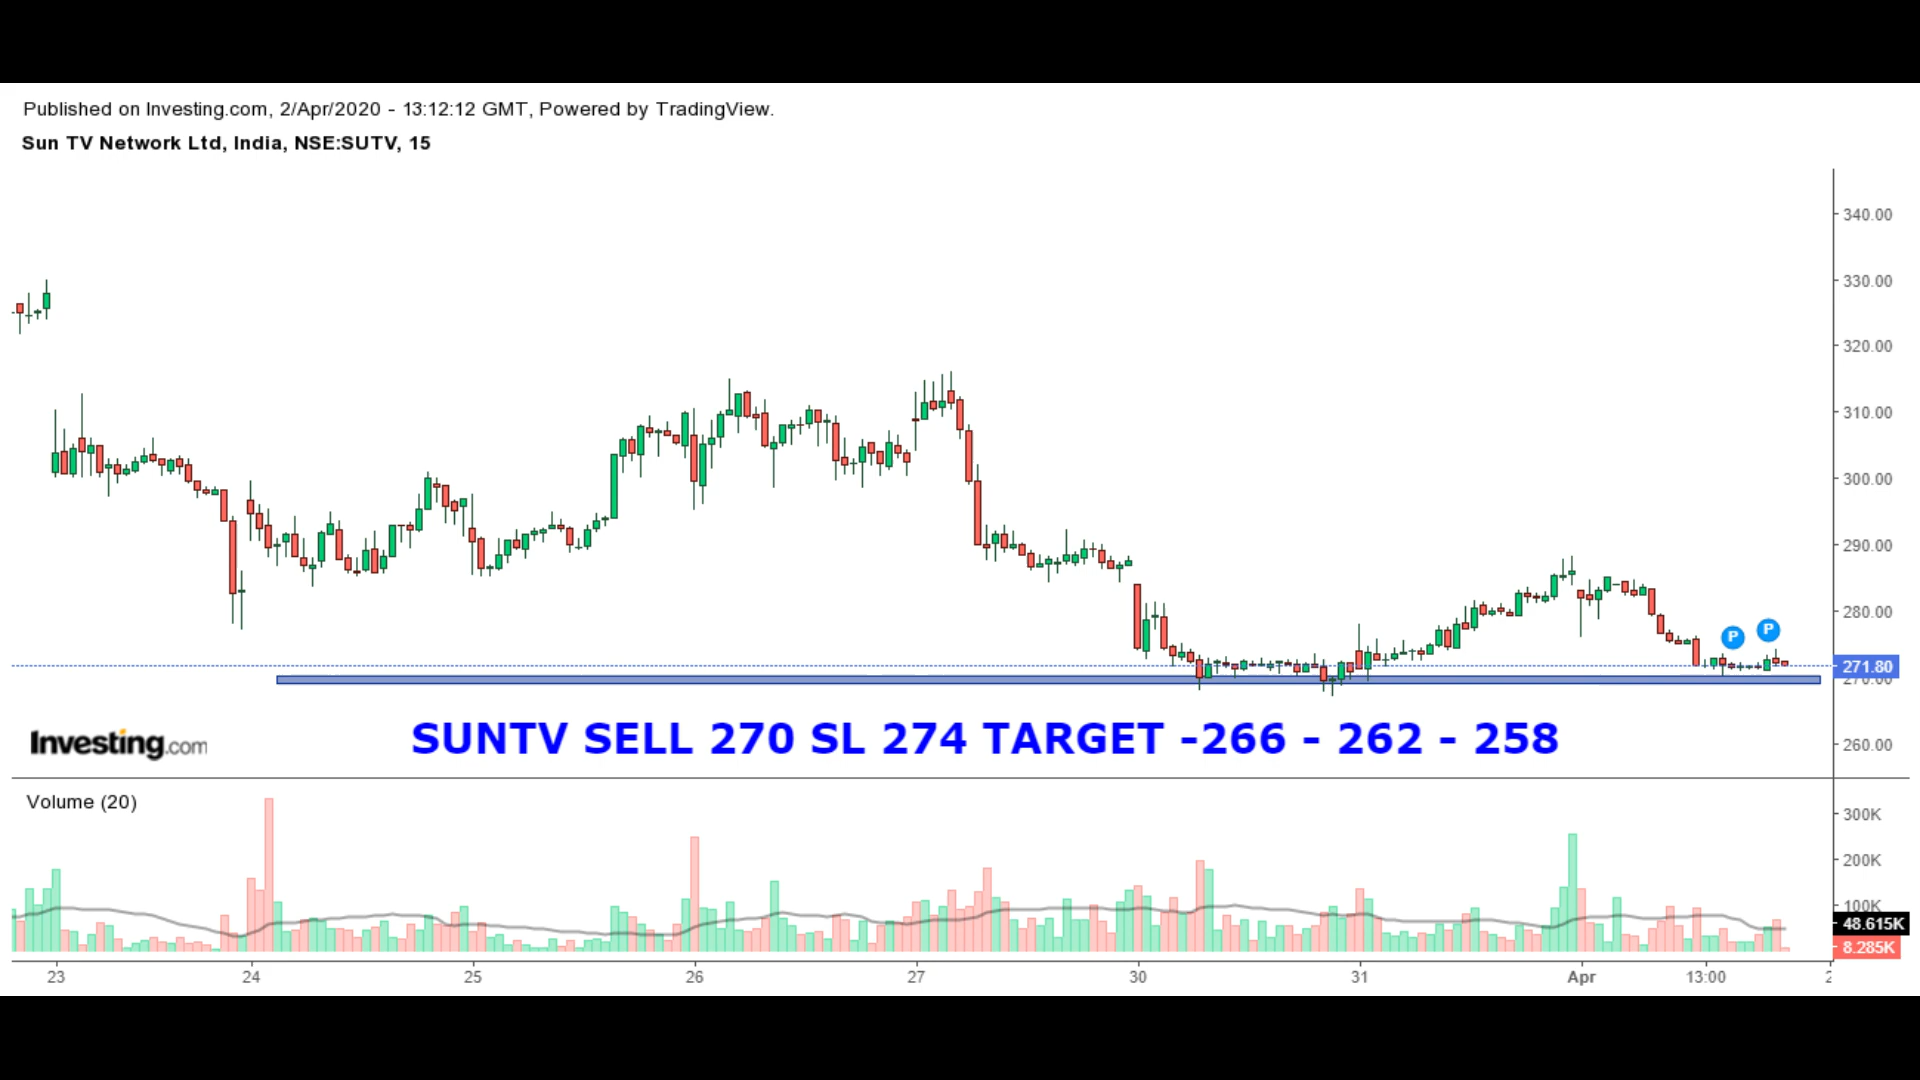 Published on Investing.com, 2/Apr/2020 - 13:12:12 GMT, Powered by TradingView.
Sun TV Network Ltd, India, NSE:SUTV, 15
340.00
330.00
320.00
310.00
300.00
290.00
280.00
P P
271.80
270.00
260.00
Investing.com
SUNTV SELL 270 SL 274 TARGET -266 - 262 - 258
Volume (20)
300K
200K
100K
48.615K
8.285K
23 24 25 26 27 30 31 Apr 13:00 2